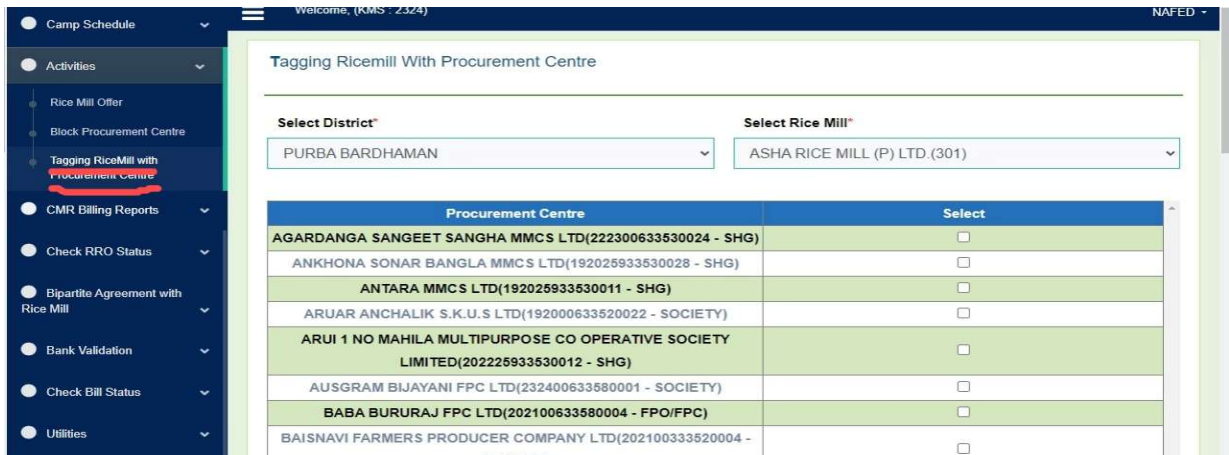 Welcome, (KMS : 2324)
NAFED
Camp Schedule
Activities
Rice Mill Offer
Block Procurement Centre
Tagging RiceMill with
Procurement Centre
CMR Billing Reports
Check RRO Status
Bipartite Agreement with
Rice Mill
Bank Validation
Check Bill Status
Utilities
Tagging Ricemill With Procurement Centre
Select District*
Select Rice Mill*
PURBA BARDHAMAN
ASHA RICE MILL (P) LTD.(301)
Procurement Centre
Select
AGARDANGA SANGEET SANGHA MMCS LTD(222300633530024 - SHG)
ANKHONA SONAR BANGLA MMCS LTD(192025933530028 - SHG)
ANTARA MMCS LTD(192025933530011 - SHG)
ARUAR ANCHALIK S.K.U.S LTD(192000633520022 - SOCIETY)
ARUI 1 NO MAHILA MULTIPURPOSE CO OPERATIVE SOCIETY
LIMITED(202225933530012 - SHG)
AUSGRAM BIJAYANI FPC LTD(232400633580001 - SOCIETY)
BABA BURURAJ FPC LTD(202100633580004 - FPO/FPC)
BAISNAVI FARMERS PRODUCER COMPANY LTD(202100333520004 -